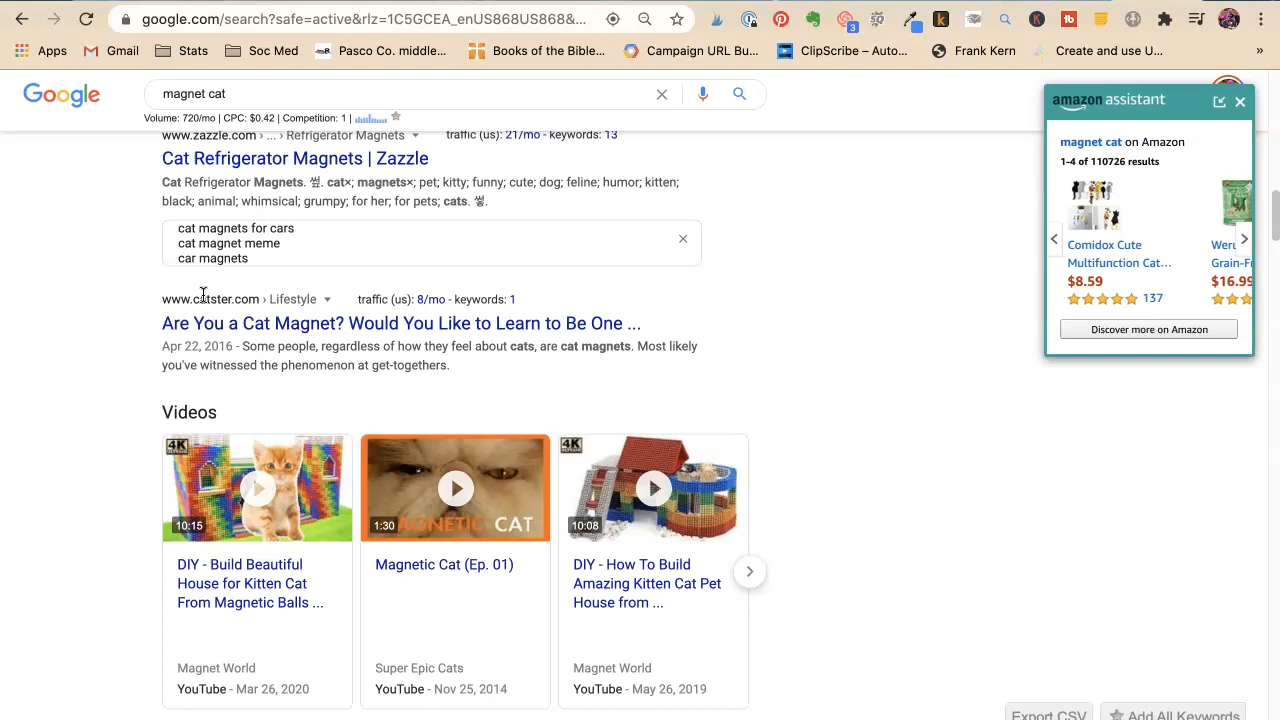 google.com/search?safe=active&rlz=1C5GCEA_enUS868US868&...
3
Apps
Gmail
Stats
Soc Med
Pasco Co. middle...
Books of the Bible...
Campaign URL Bu...
ClipScribe – Auto...
Frank Kern
Create and use U...
»
Google
magnet cat
Volume: 720/mo | CPC: $0.42 | Competition: 1 |
www.zazzle.com › ... › Refrigerator Magnets
traffic (us): 21/mo - keywords: 13
Cat Refrigerator Magnets | Zazzle
Cat Refrigerator Magnets. 썦. cat×; magnets×; pet; kitty; funny; cute; dog; feline; humor; kitten;
black; animal; whimsical; grumpy; for her; for pets; cats. 쌓.
cat magnets for cars
cat magnet meme
car magnets
www.catster.com › Lifestyle
traffic (us): 8/mo - keywords: 1
Are You a Cat Magnet? Would You Like to Learn to Be One ...
Apr 22, 2016 - Some people, regardless of how they feel about cats, are cat magnets. Most likely
you've witnessed the phenomenon at get-togethers.
Videos
4K
10:15
DIY - Build Beautiful
House for Kitten Cat
From Magnetic Balls ...
Magnet World
YouTube - Mar 26, 2020
AGNETIC CAT
1:30
Magnetic Cat (Ep. 01)
Super Epic Cats
YouTube - Nov 25, 2014
4K
10:08
DIY - How To Build
Amazing Kitten Cat Pet
House from ...
Magnet World
YouTube - May 26, 2019
amazon assistant
magnet cat on Amazon
1-4 of 110726 results
Comidox Cute
Multifunction Cat...
$8.59
137
Weru
Grain-Fr
$16.99
Discover more on Amazon
Export CSV
Add All Keywords